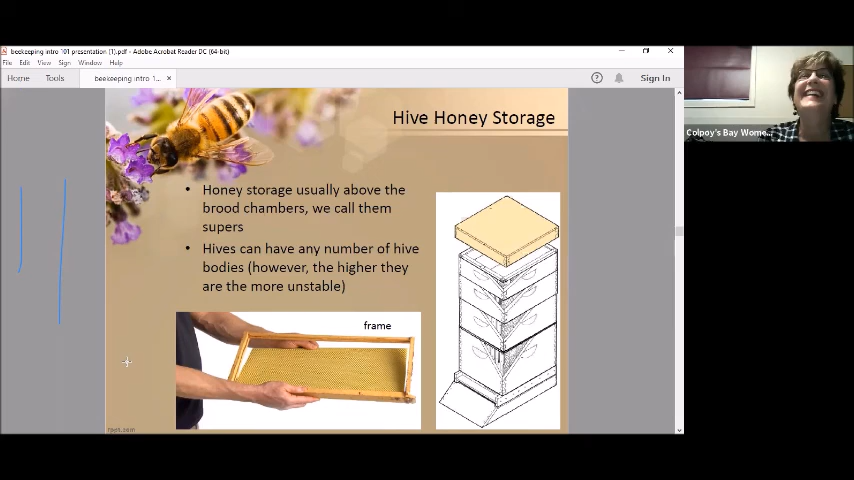 beekeeping intro 101 presentation (1).pdf - Adobe Acrobat Reader DC (64-bit)
File Edit View Sign Window Help
Home Tools beekeeping intro 1... × Sign In
Hive Honey Storage
• Honey storage usually above the
brood chambers, we call them
supers
• Hives can have any number of hive
bodies (however, the higher they
are the more unstable)
frame
Colpoy's Bay Wome...